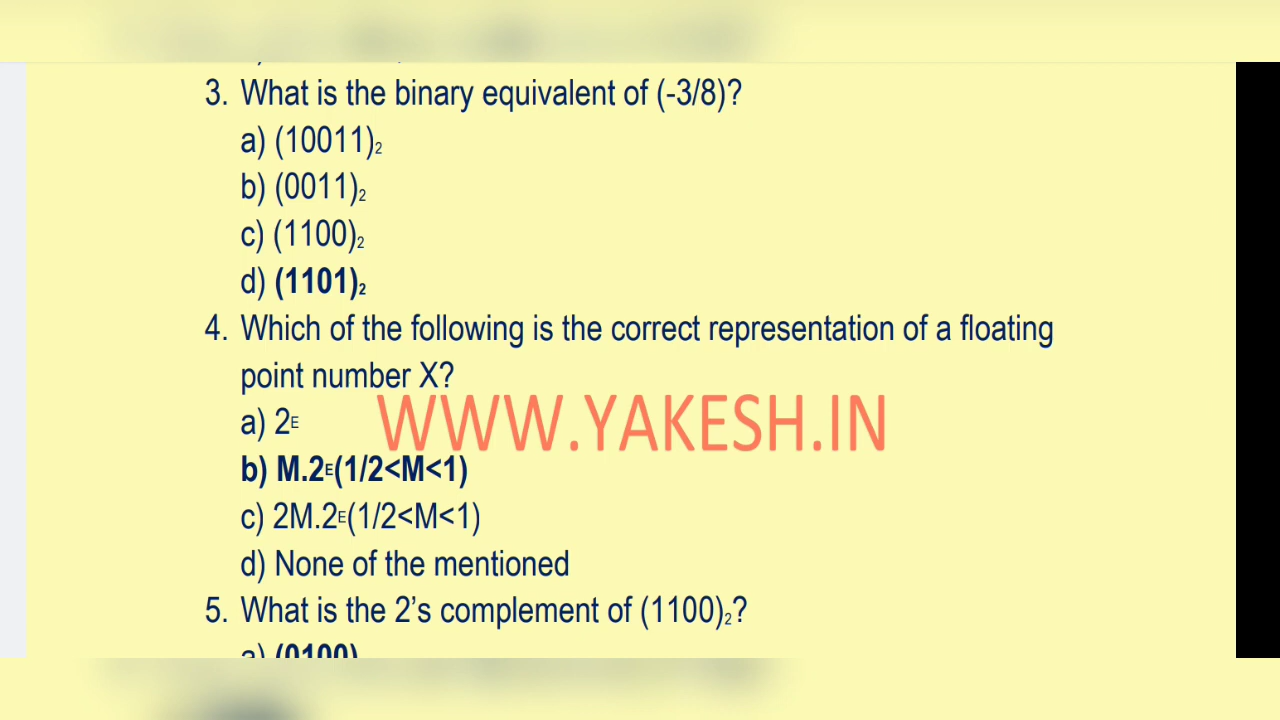 3. What is the binary equivalent of (-3/8)?
a) (10011)₂
b) (0011)₂
c) (1100)₂
d) (1101)₂
4. Which of the following is the correct representation of a floating
point number X?
a) 2ᴱ
WWW.YAKESH.IN
b) M.2ᴱ(1/2<M<1)
c) 2M.2ᴱ(1/2<M<1)
d) None of the mentioned
5. What is the 2’s complement of (1100)₂?
a) (0100)